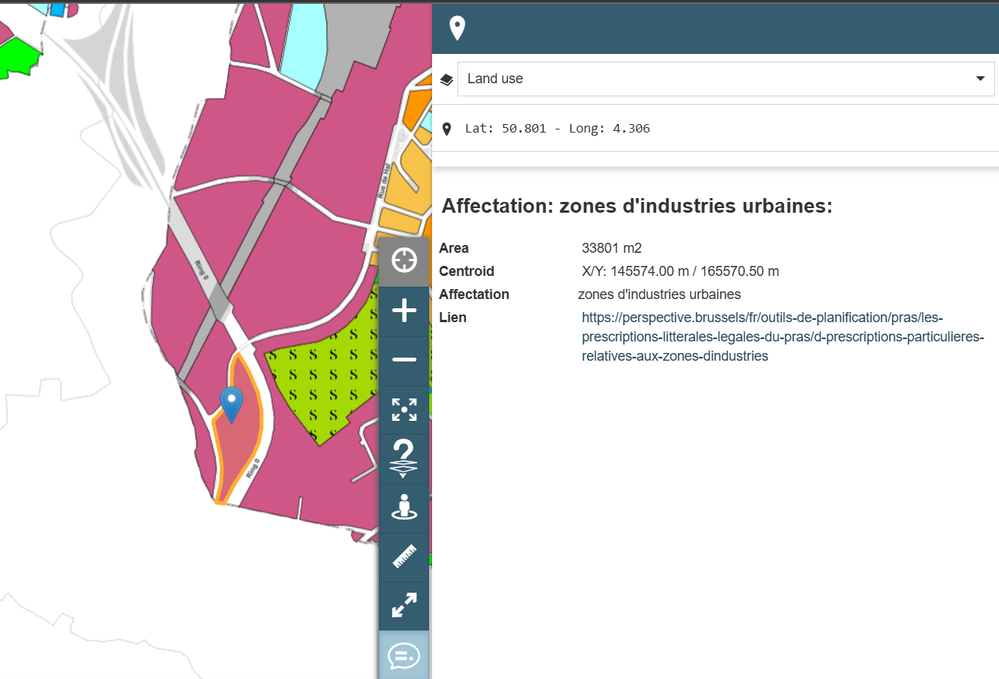 Land use
Lat: 50.801 - Long: 4.306
Affectation: zones d'industries urbaines:
Area 33801 m2
Centroid X/Y: 145574.00 m / 165570.50 m
Affectation zones d'industries urbaines
Lien https://perspective.brussels/fr/outils-de-planification/pras/les-
prescriptions-litterales-legales-du-pras/d-prescriptions-particulieres-
relatives-aux-zones-dindustries
Rue de Hal
Ring 0
Ring 0
S
S S
S S S
S S S S S S
S S S S S
S S S S
S S
S S